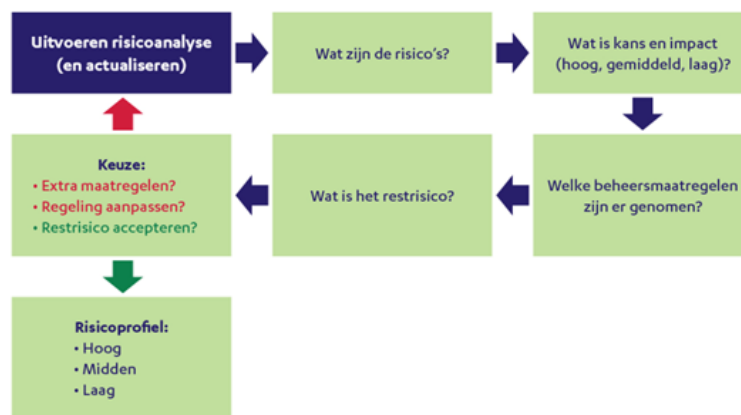 Uitvoeren risicoanalyse
(en actualiseren)
Wat zijn de risico's?
Wat is kans en impact
(hoog, gemiddeld, laag)?
Welke beheersmaatregelen
zijn er genomen?
Wat is het restrisico?
Keuze:
• Extra maatregelen?
• Regeling aanpassen?
• Restrisico accepteren?
Risicoprofiel:
• Hoog
• Midden
• Laag